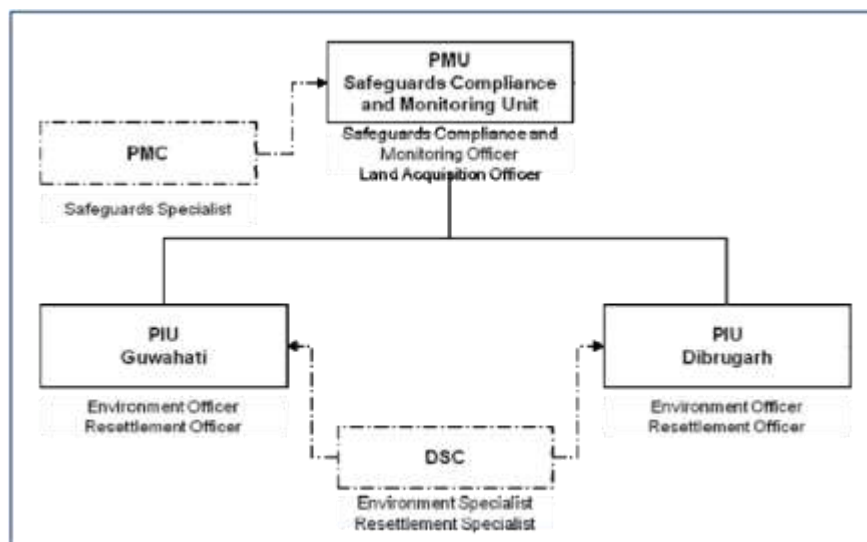 PMU
Safeguards Compliance
and Monitoring Unit
Safeguards Compliance and
Monitoring Officer
Land Acquisition Officer
PMC
Safeguards Specialist
PIU
Guwahati
Environment Officer
Resettlement Officer
PIU
Dibrugarh
Environment Officer
Resettlement Officer
DSC
Environment Specialist
Resettlement Specialist